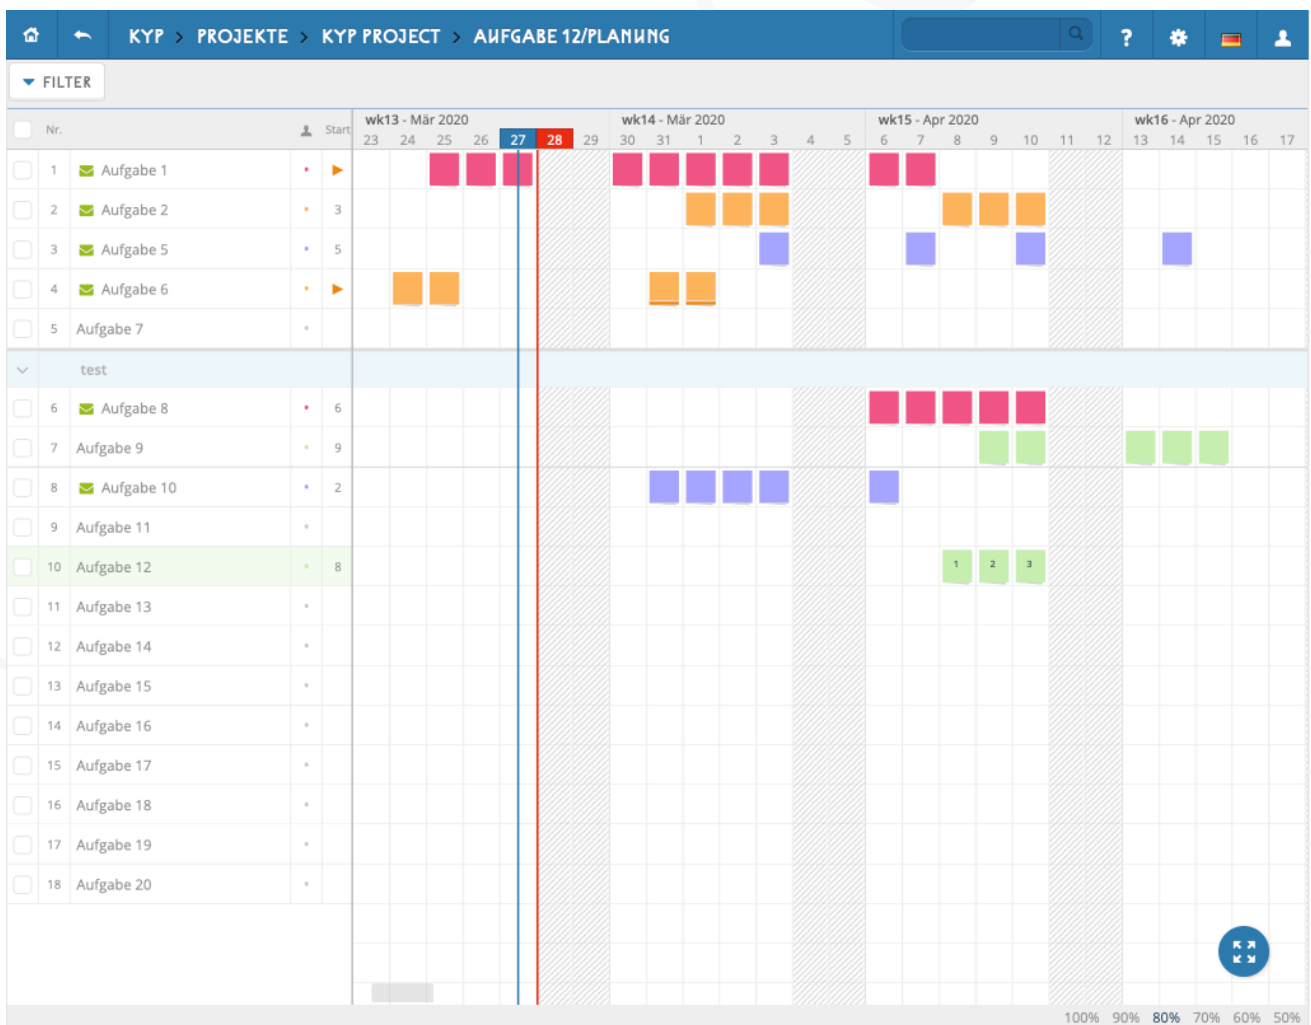 KYP > PROJEKTE > KYP PROJECT > AUFGABE 12/PLANUNG ?
FILTER
Nr. Start wk13 - Mär 2020 wk14 - Mär 2020 wk15 - Apr 2020 wk16 - Apr 2020
23 24 25 26 27 28 29 30 31 1 2 3 4 5 6 7 8 9 10 11 12 13 14 15 16 17
1 Aufgabe 1
2 Aufgabe 2 3
3 Aufgabe 5 5
4 Aufgabe 6
5 Aufgabe 7
test
6 Aufgabe 8 6
7 Aufgabe 9 9
8 Aufgabe 10 2
9 Aufgabe 11
10 Aufgabe 12 8 1 2 3
11 Aufgabe 13
12 Aufgabe 14
13 Aufgabe 15
14 Aufgabe 16
15 Aufgabe 17
16 Aufgabe 18
17 Aufgabe 19
18 Aufgabe 20
100% 90% 80% 70% 60% 50%